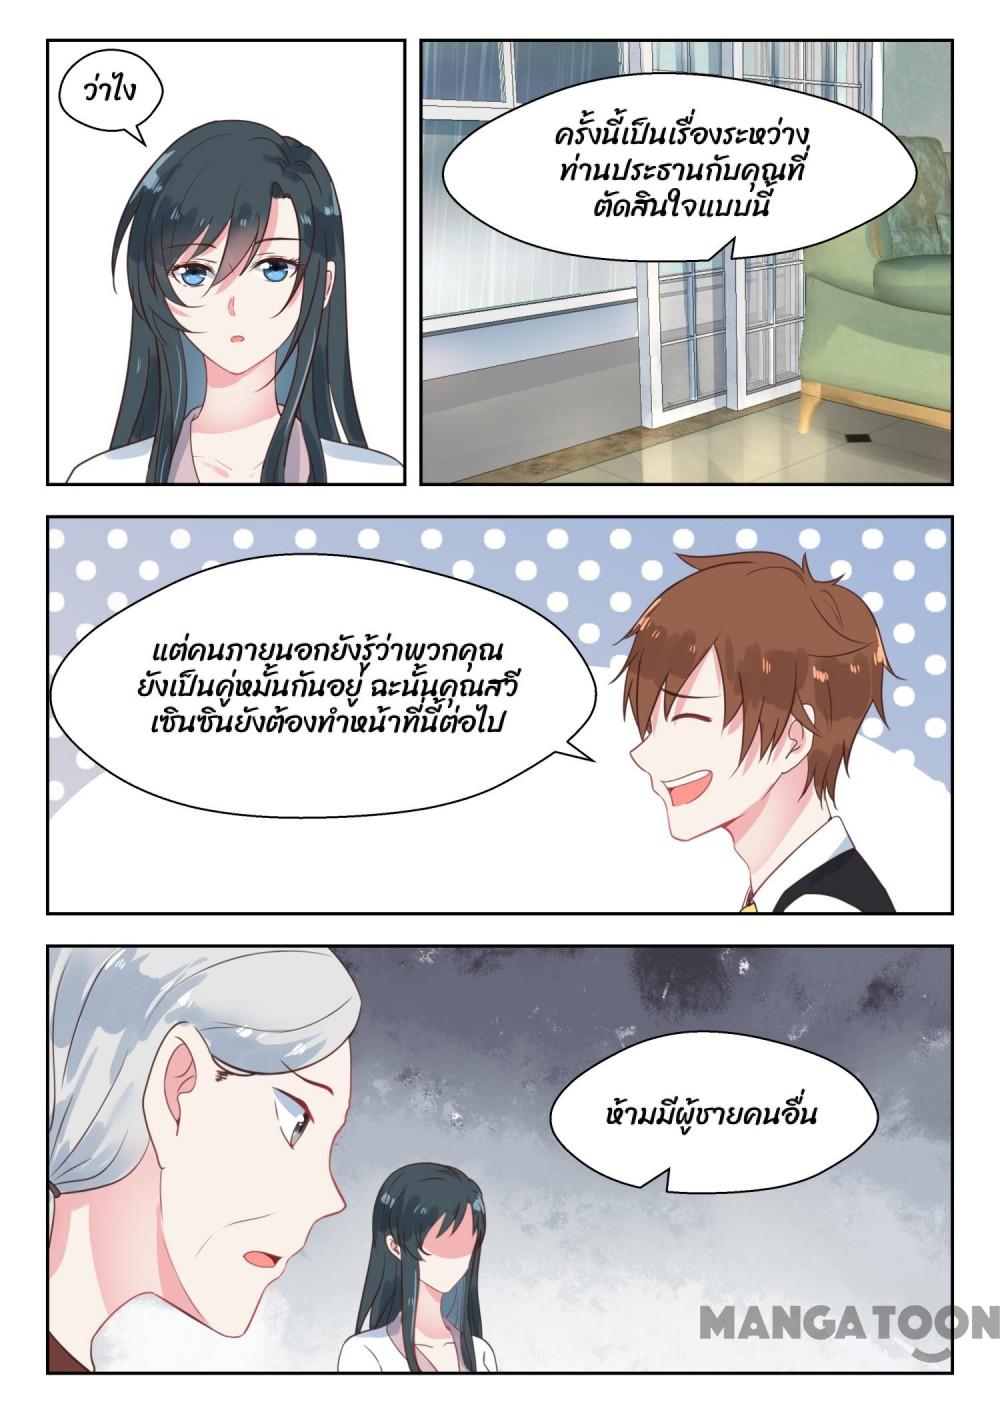 ว่าไง
ครั้งนี้เป็นเรื่องระหว่าง
ท่านประธานกับคุณที่
ตัดสินใจแบบนี้
แต่คนภายนอกยังรู้ว่าพวกคุณ
ยังเป็นคู่หมั้นกันอยู่ ฉะนั้นคุณสวี
เซินซินยังต้องทำหน้าที่นี้ต่อไป
ห้ามมีผู้ชายคนอื่น
MANGATOON